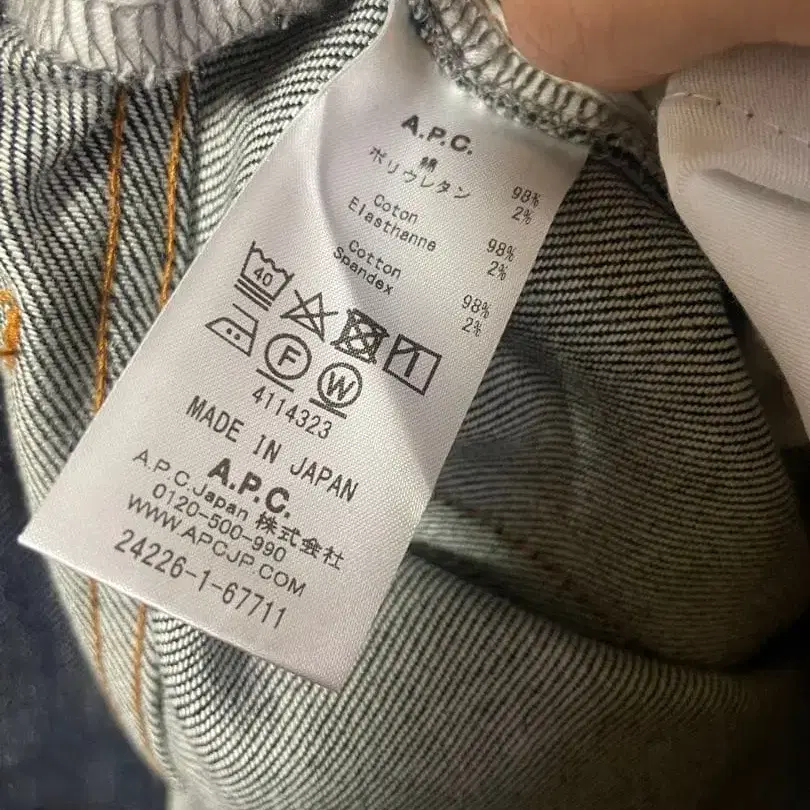 A.P.C.
綿 98%
ポリウレタン 2%
Coton 98%
Elasthanne 2%
Cotton 98%
Spandex 2%
40
F W
4114323
MADE IN JAPAN
A.P.C.
A.P.C.Japan 株式会社
0120-500-990
WWW.APCJP.COM
24226-1-67711